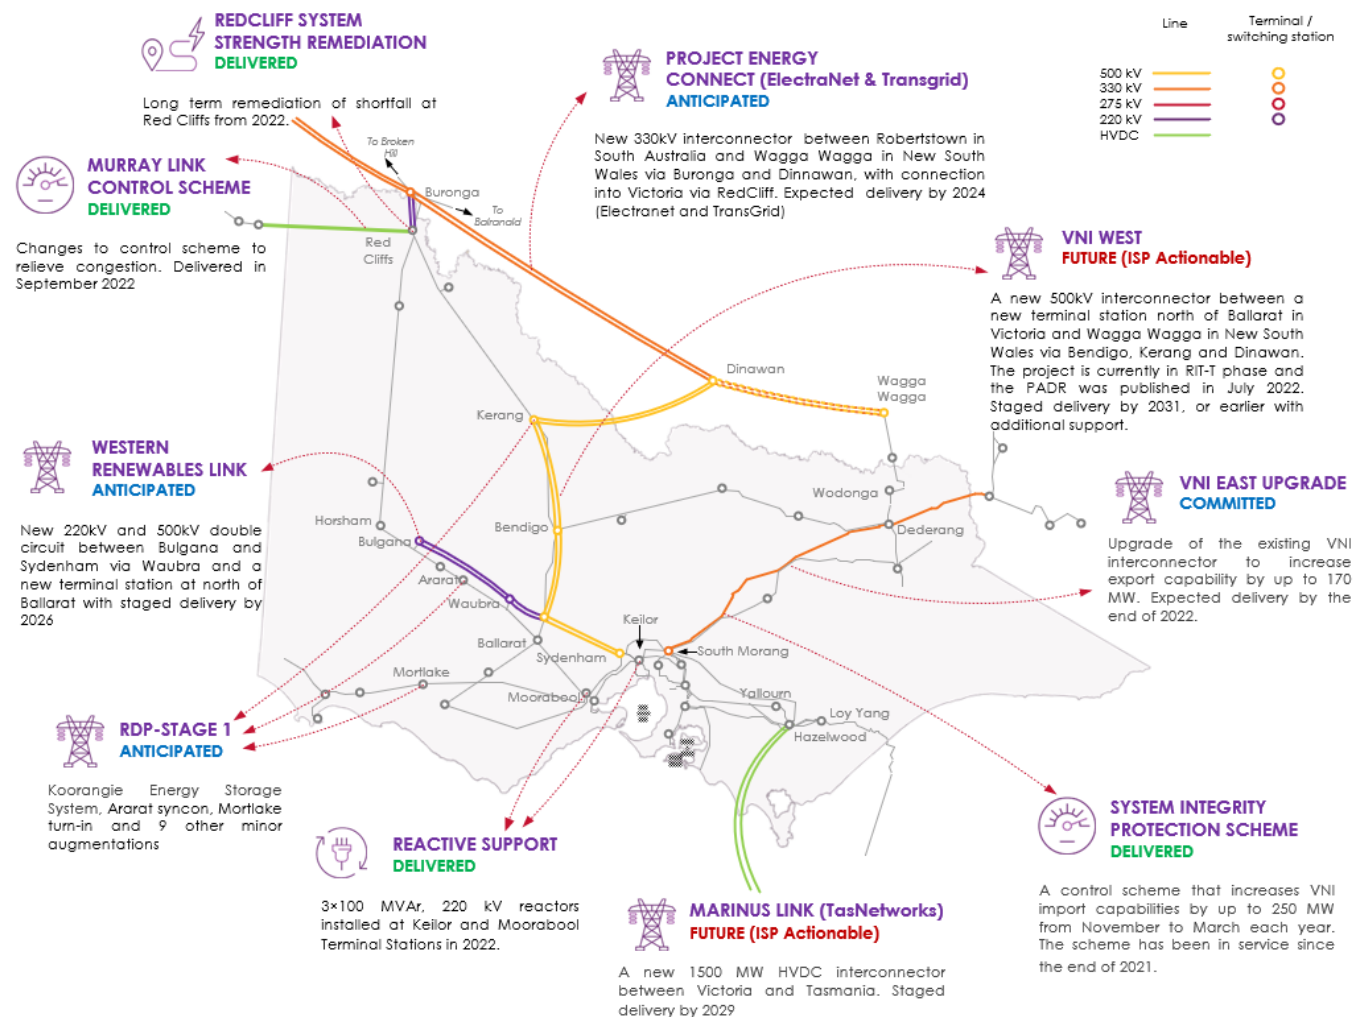 REDCLIFF SYSTEM
STRENGTH REMEDIATION
DELIVERED
Long term remediation of shortfall at
Red Cliffs from 2022.
MURRAY LINK
CONTROL SCHEME
DELIVERED
Changes to control scheme to
relieve congestion. Delivered in
September 2022
PROJECT ENERGY
CONNECT (ElectraNet & Transgrid)
ANTICIPATED
New 330kV interconnector between Robertstown in
South Australia and Wagga Wagga in New South
Wales via Buronga and Dinnawan, with connection
into Victoria via RedCliff. Expected delivery by 2024
(Electranet and TransGrid)
Line
Terminal /
switching station
500 kV
330 kV
275 kV
220 kV
HVDC
To Broken
Hill
Buronga
To
Balranald
Red
Cliffs
VNI WEST
FUTURE (ISP Actionable)
A new 500kV interconnector between a
new terminal station north of Ballarat in
Victoria and Wagga Wagga in New South
Wales via Bendigo, Kerang and Dinawan.
The project is currently in RIT-T phase and
the PADR was published in July 2022.
Staged delivery by 2031, or earlier with
additional support.
Dinawan
Wagga
Wagga
Kerang
WESTERN
RENEWABLES LINK
ANTICIPATED
New 220kV and 500kV double
circuit between Bulgana and
Sydenham via Waubra and a
new terminal station at north of
Ballarat with staged delivery by
2026
Horsham
Bulgana
Ararat
Waubra
Ballarat
Bendigo
Wodonga
Dederang
VNI EAST UPGRADE
COMMITTED
Upgrade of the existing VNI
interconnector to increase
export capability by up to 170
MW. Expected delivery by the
end of 2022.
Keilor
Sydenham
South Morang
Mortlake
Moorabool
Yallourn
Loy Yang
Hazelwood
RDP-STAGE 1
ANTICIPATED
Koorangie Energy Storage
System, Ararat syncon, Mortlake
turn-in and 9 other minor
augmentations
REACTIVE SUPPORT
DELIVERED
3×100 MVAr, 220 kV reactors
installed at Keilor and Moorabool
Terminal Stations in 2022.
MARINUS LINK (TasNetworks)
FUTURE (ISP Actionable)
A new 1500 MW HVDC interconnector
between Victoria and Tasmania. Staged
delivery by 2029
SYSTEM INTEGRITY
PROTECTION SCHEME
DELIVERED
A control scheme that increases VNI
import capabilities by up to 250 MW
from November to March each year.
The scheme has been in service since
the end of 2021.